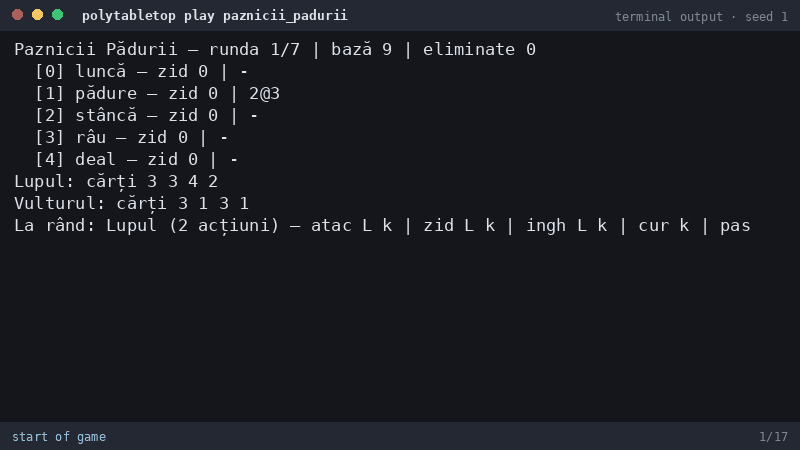 polytabletop play paznicii_padurii
terminal output · seed 1
Paznicii Pădurii — runda 1/7 | bază 9 | eliminate 0
[0] luncă — zid 0 | -
[1] pădure — zid 0 | 2@3
[2] stâncă — zid 0 | -
[3] râu — zid 0 | -
[4] deal — zid 0 | -
Lupul: cărți 3 3 4 2
Vulturul: cărți 3 1 3 1
La rând: Lupul (2 acțiuni) — atac L k | zid L k | ingh L k | cur k | pas
start of game
1/17